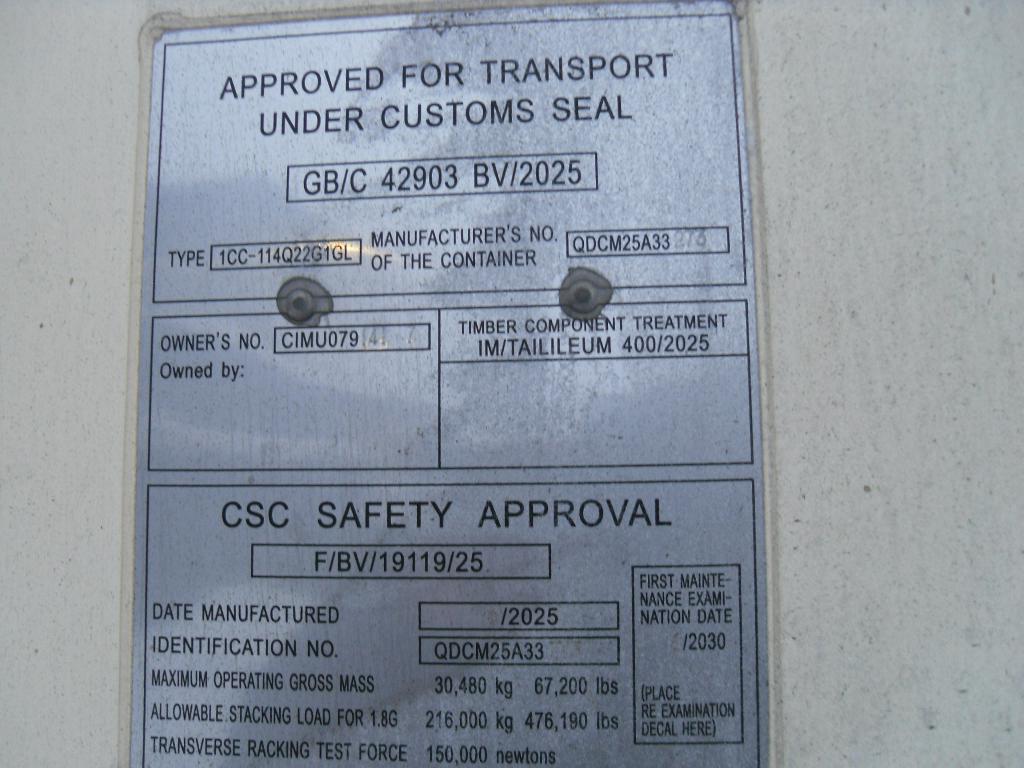 APPROVED FOR TRANSPORT
UNDER CUSTOMS SEAL
GB/C 42903 BV/2025
TYPE 1CC-114Q22G1GL
MANUFACTURER'S NO.
OF THE CONTAINER
QDCM25A33
OWNER'S NO. CIMU079
Owned by:
TIMBER COMPONENT TREATMENT
IM/TAILILEUM 400/2025
CSC SAFETY APPROVAL
F/BV/19119/25
DATE MANUFACTURED /2025
IDENTIFICATION NO. QDCM25A33
MAXIMUM OPERATING GROSS MASS 30,480 kg 67,200 lbs
ALLOWABLE STACKING LOAD FOR 1.8G 216,000 kg 476,190 lbs
TRANSVERSE RACKING TEST FORCE 150,000 newtons
FIRST MAINTE-
NANCE EXAMI-
NATION DATE
/2030
(PLACE
RE EXAMINATION
DECAL HERE)